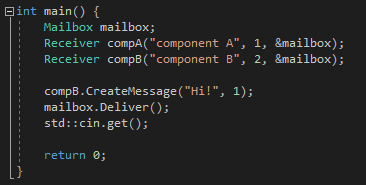 int main() {
Mailbox mailbox;
Receiver compA("component A", 1, &mailbox);
Receiver compB("component B", 2, &mailbox);
compB.CreateMessage("Hi!", 1);
mailbox.Deliver();
std::cin.get();
return 0;
}